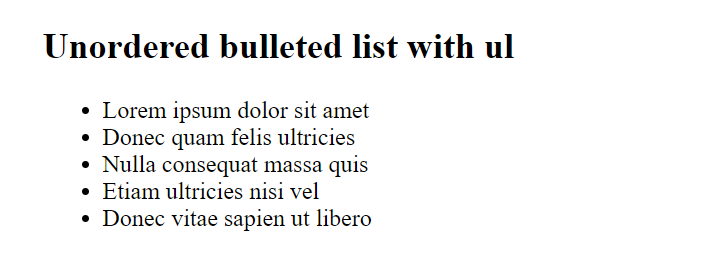 Unordered bulleted list with ul
• Lorem ipsum dolor sit amet
• Donec quam felis ultricies
• Nulla consequat massa quis
• Etiam ultricies nisi vel
• Donec vitae sapien ut libero